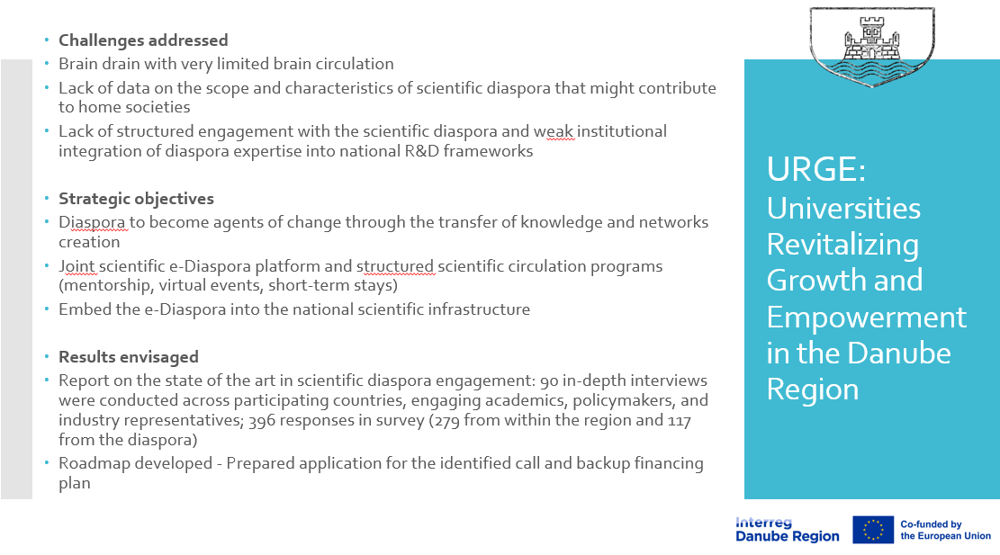 • Challenges addressed
• Brain drain with very limited brain circulation
• Lack of data on the scope and characteristics of scientific diaspora that might contribute
to home societies
• Lack of structured engagement with the scientific diaspora and weak institutional
integration of diaspora expertise into national R&D frameworks
• Strategic objectives
• Diaspora to become agents of change through the transfer of knowledge and networks
creation
• Joint scientific e-Diaspora platform and structured scientific circulation programs
(mentorship, virtual events, short-term stays)
• Embed the e-Diaspora into the national scientific infrastructure
• Results envisaged
• Report on the state of the art in scientific diaspora engagement: 90 in-depth interviews
were conducted across participating countries, engaging academics, policymakers, and
industry representatives; 396 responses in survey (279 from within the region and 117
from the diaspora)
• Roadmap developed - Prepared application for the identified call and backup financing
plan
URGE:
Universities
Revitalizing
Growth and
Empowerment
in the Danube
Region
Interreg
Danube Region
Co-funded by
the European Union